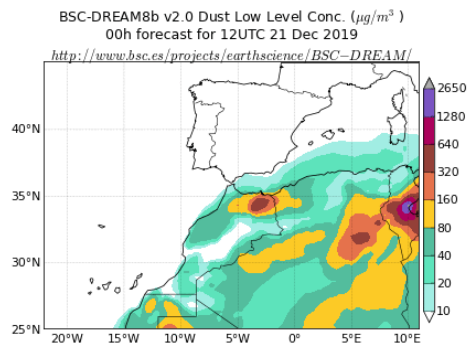 BSC-DREAM8b v2.0 Dust Low Level Conc. (μg/m³ )
00h forecast for 12UTC 21 Dec 2019
http://www.bsc.es/projects/earthscience/BSC−DREAM/
2650
1280
640
320
160
80
40
20
10
40°N
35°N
30°N
25°N
20°W
15°W
10°W
5°W
0°E
5°E
10°E